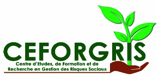 CEFORGRIS
Centre d'Etudes, de Formation et de
Recherche en Gestion des Risques Sociaux